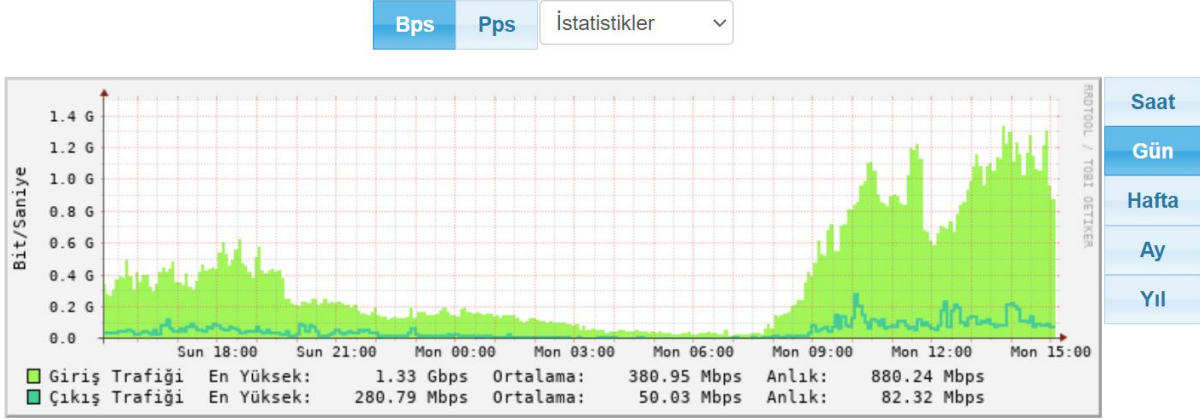 Bps Pps İstatistikler
Saat
Gün
Hafta
Ay
Yıl
RRDTOOL / TOBI OETIKER
Bit/Saniye
1.4 G
1.2 G
1.0 G
0.8 G
0.6 G
0.4 G
0.2 G
0.0
Sun 18:00 Sun 21:00 Mon 00:00 Mon 03:00 Mon 06:00 Mon 09:00 Mon 12:00 Mon 15:00
Giriş Trafiği En Yüksek: 1.33 Gbps Ortalama: 380.95 Mbps Anlık: 880.24 Mbps
Çıkış Trafiği En Yüksek: 280.79 Mbps Ortalama: 50.03 Mbps Anlık: 82.32 Mbps